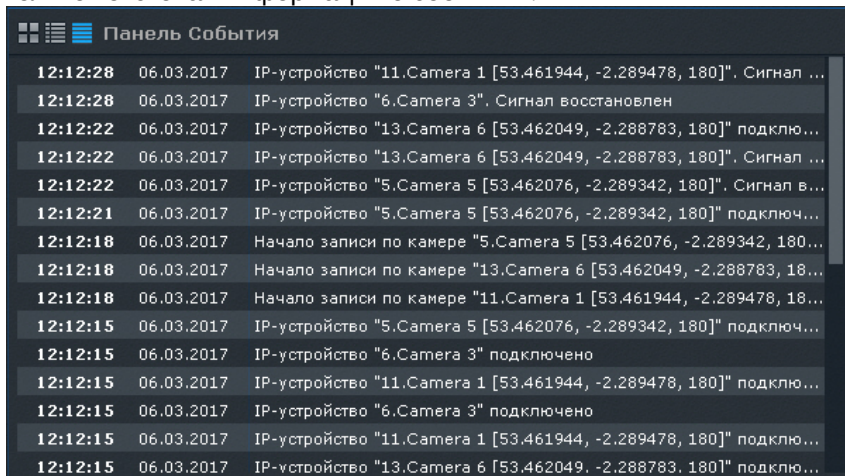 Панель События
12:12:28 06.03.2017 IP-устройство "11.Camera 1 [53.461944, -2.289478, 180]". Сигнал ...
12:12:28 06.03.2017 IP-устройство "6.Camera 3". Сигнал восстановлен
12:12:22 06.03.2017 IP-устройство "13.Camera 6 [53.462049, -2.288783, 180]" подклю...
12:12:22 06.03.2017 IP-устройство "13.Camera 6 [53.462049, -2.288783, 180]". Сигнал ...
12:12:22 06.03.2017 IP-устройство "5.Camera 5 [53.462076, -2.289342, 180]". Сигнал в...
12:12:21 06.03.2017 IP-устройство "5.Camera 5 [53.462076, -2.289342, 180]" подключ...
12:12:18 06.03.2017 Начало записи по камере "5.Camera 5 [53.462076, -2.289342, 180...
12:12:18 06.03.2017 Начало записи по камере "13.Camera 6 [53.462049, -2.288783, 18...
12:12:18 06.03.2017 Начало записи по камере "11.Camera 1 [53.461944, -2.289478, 18...
12:12:15 06.03.2017 IP-устройство "5.Camera 5 [53.462076, -2.289342, 180]" подключ...
12:12:15 06.03.2017 IP-устройство "6.Camera 3" подключено
12:12:15 06.03.2017 IP-устройство "11.Camera 1 [53.461944, -2.289478, 180]" подклю...
12:12:15 06.03.2017 IP-устройство "6.Camera 3" подключено
12:12:15 06.03.2017 IP-устройство "11.Camera 1 [53.461944, -2.289478, 180]" подклю...
12:12:15 06.03.2017 IP-устройство "13.Camera 6 [53.462049, -2.288783, 180]" подклю...